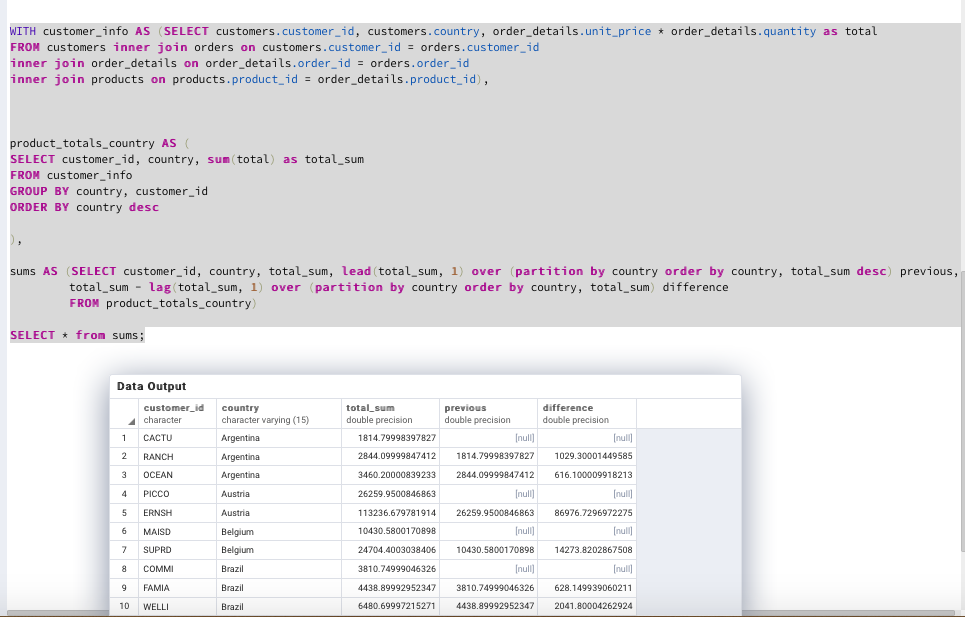 WITH customer_info AS (SELECT customers.customer_id, customers.country, order_details.unit_price * order_details.quantity as total
FROM customers inner join orders on customers.customer_id = orders.customer_id
inner join order_details on order_details.order_id = orders.order_id
inner join products on products.product_id = order_details.product_id),
product_totals_country AS (
SELECT customer_id, country, sum(total) as total_sum
FROM customer_info
GROUP BY country, customer_id
ORDER BY country desc
),
sums AS (SELECT customer_id, country, total_sum, lead(total_sum, 1) over (partition by country order by country, total_sum desc) previous,
total_sum - lag(total_sum, 1) over (partition by country order by country, total_sum) difference
FROM product_totals_country)
SELECT * from sums;
Data Output
customer_id country total_sum previous difference
character character varying (15) double precision double precision double precision
1 CACTU Argentina 1814.79998397827 [null] [null]
2 RANCH Argentina 2844.09999847412 1814.79998397827 1029.30001449585
3 OCEAN Argentina 3460.20000839233 2844.09999847412 616.100009918213
4 PICCO Austria 26259.9500846863 [null] [null]
5 ERNSH Austria 113236.679781914 26259.9500846863 86976.7296972275
6 MAISD Belgium 10430.5800170898 [null] [null]
7 SUPRD Belgium 24704.4003038406 10430.5800170898 14273.8202867508
8 COMMI Brazil 3810.74999046326 [null] [null]
9 FAMIA Brazil 4438.89992952347 3810.74999046326 628.149939060211
10 WELLI Brazil 6480.69997215271 4438.89992952347 2041.80004262924